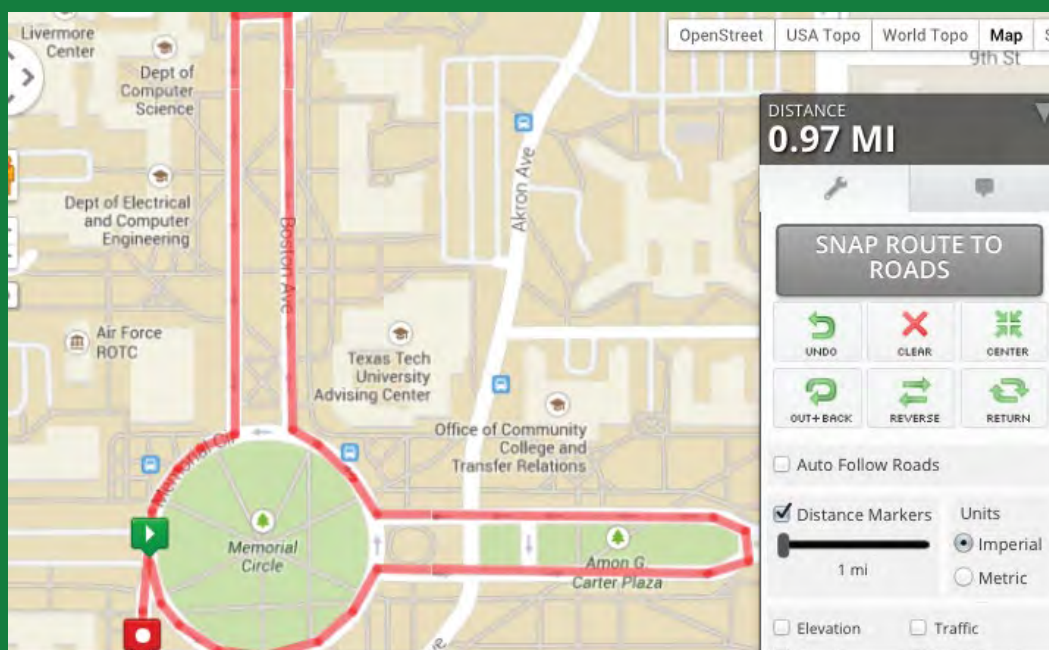 Livermore
Center
Dept of
Computer
Science
Dept of Electrical
and Computer
Engineering
Air Force
ROTC
Boston Ave
Akron Ave
Texas Tech
University
Advising Center
Office of Community
College and
Transfer Relations
Memorial Cir
Memorial
Circle
Amon G.
Carter Plaza
OpenStreet
USA Topo
World Topo
Map
S
9th St
DISTANCE
0.97 MI
SNAP ROUTE TO
ROADS
UNDO
CLEAR
CENTER
OUT+BACK
REVERSE
RETURN
Auto Follow Roads
Distance Markers
Units
Imperial
1 mi
Metric
Elevation
Traffic